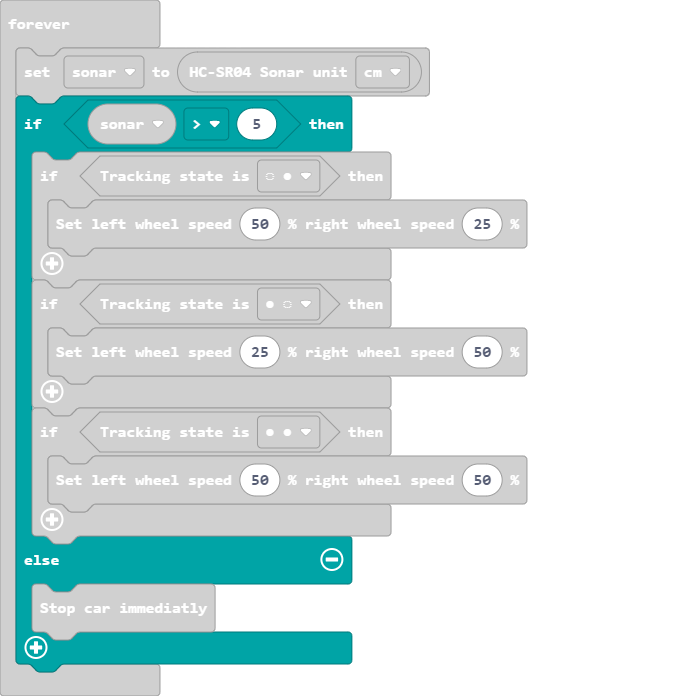 forever
set sonar to HC-SR04 Sonar unit cm
if sonar > 5 then
if Tracking state is ◌ ● then
Set left wheel speed 50 % right wheel speed 25 %
if Tracking state is ● ◌ then
Set left wheel speed 25 % right wheel speed 50 %
if Tracking state is ● ● then
Set left wheel speed 50 % right wheel speed 50 %
else
Stop car immediatly